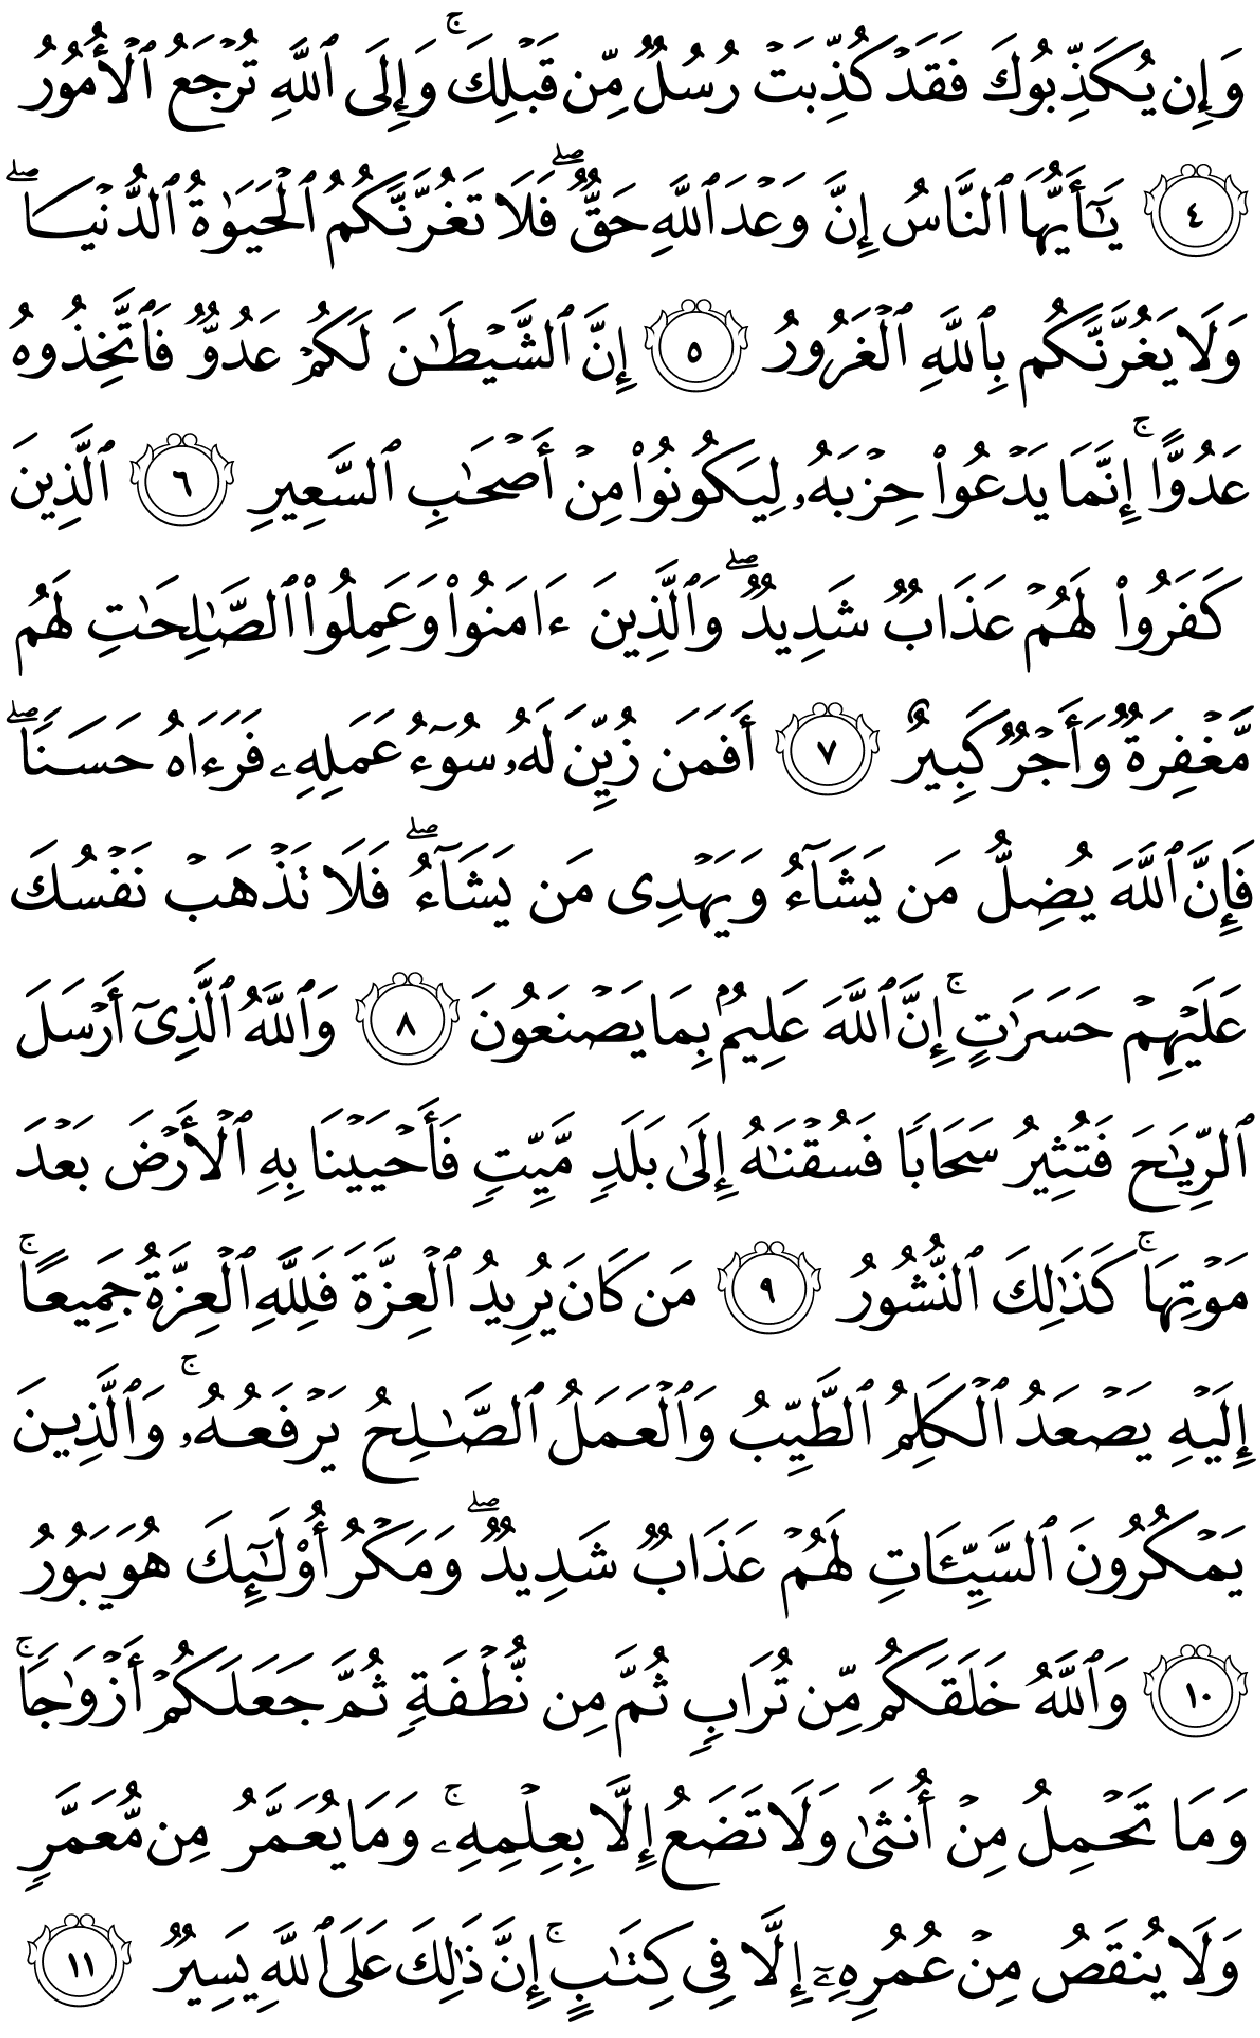 وَإِن يُكَذِّبُوكَ فَقَدۡ كُذِّبَتۡ رُسُلٞ مِّن قَبۡلِكَۚ وَإِلَى ٱللَّهِ تُرۡجَعُ ٱلۡأُمُورُ
٤ يَٰٓأَيُّهَا ٱلنَّاسُ إِنَّ وَعۡدَ ٱللَّهِ حَقّٞۖ فَلَا تَغُرَّنَّكُمُ ٱلۡحَيَوٰةُ ٱلدُّنۡيَا ۖ
وَلَا يَغُرَّنَّكُم بِٱللَّهِ ٱلۡغَرُورُ ٥ إِنَّ ٱلشَّيۡطَٰنَ لَكُمۡ عَدُوّٞ فَٱتَّخِذُوهُ
عَدُوًّاۚ إِنَّمَا يَدۡعُواْ حِزۡبَهُۥ لِيَكُونُواْ مِنۡ أَصۡحَٰبِ ٱلسَّعِيرِ ٦ ٱلَّذِينَ
كَفَرُواْ لَهُمۡ عَذَابٞ شَدِيدٞۖ وَٱلَّذِينَ ءَامَنُواْ وَعَمِلُواْ ٱلصَّٰلِحَٰتِ لَهُم
مَّغۡفِرَةٞ وَأَجۡرٞ كَبِيرٌ ٧ أَفَمَن زُيِّنَ لَهُۥ سُوٓءُ عَمَلِهِۦ فَرَءَاهُ حَسَنٗاۖ
فَإِنَّ ٱللَّهَ يُضِلُّ مَن يَشَآءُ وَيَهۡدِي مَن يَشَآءُۖ فَلَا تَذۡهَبۡ نَفۡسُكَ
عَلَيۡهِمۡ حَسَرَٰتٍۚ إِنَّ ٱللَّهَ عَلِيمُۢ بِمَا يَصۡنَعُونَ ٨ وَٱللَّهُ ٱلَّذِيٓ أَرۡسَلَ
ٱلرِّيَٰحَ فَتُثِيرُ سَحَابٗا فَسُقۡنَٰهُ إِلَىٰ بَلَدٖ مَّيِّتٖ فَأَحۡيَيۡنَا بِهِ ٱلۡأَرۡضَ بَعۡدَ
مَوۡتِهَاۚ كَذَٰلِكَ ٱلنُّشُورُ ٩ مَن كَانَ يُرِيدُ ٱلۡعِزَّةَ فَلِلَّهِ ٱلۡعِزَّةُ جَمِيعًاۚ
إِلَيۡهِ يَصۡعَدُ ٱلۡكَلِمُ ٱلطَّيِّبُ وَٱلۡعَمَلُ ٱلصَّٰلِحُ يَرۡفَعُهُۥۚ وَٱلَّذِينَ
يَمۡكُرُونَ ٱلسَّيِّـَٔاتِ لَهُمۡ عَذَابٞ شَدِيدٞۖ وَمَكۡرُ أُوْلَٰٓئِكَ هُوَ يَبُورُ
١٠ وَٱللَّهُ خَلَقَكُم مِّن تُرَابٖ ثُمَّ مِن نُّطۡفَةٖ ثُمَّ جَعَلَكُمۡ أَزۡوَٰجٗاۚ
وَمَا تَحۡمِلُ مِنۡ أُنثَىٰ وَلَا تَضَعُ إِلَّا بِعِلۡمِهِۦۚ وَمَا يُعَمَّرُ مِن مُّعَمَّرٖ
وَلَا يُنقَصُ مِنۡ عُمُرِهِۦٓ إِلَّا فِي كِتَٰبٍۚ إِنَّ ذَٰلِكَ عَلَى ٱللَّهِ يَسِيرٞ ١١